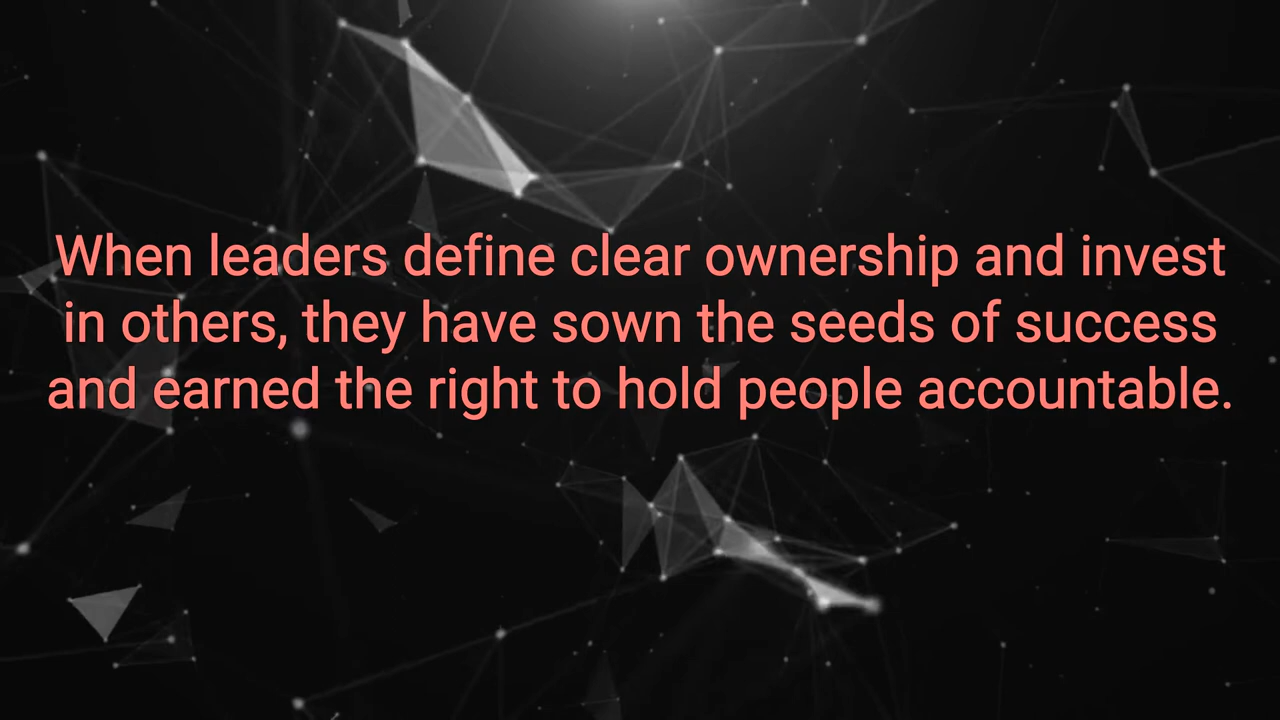 When leaders define clear ownership and invest
in others, they have sown the seeds of success
and earned the right to hold people accountable.